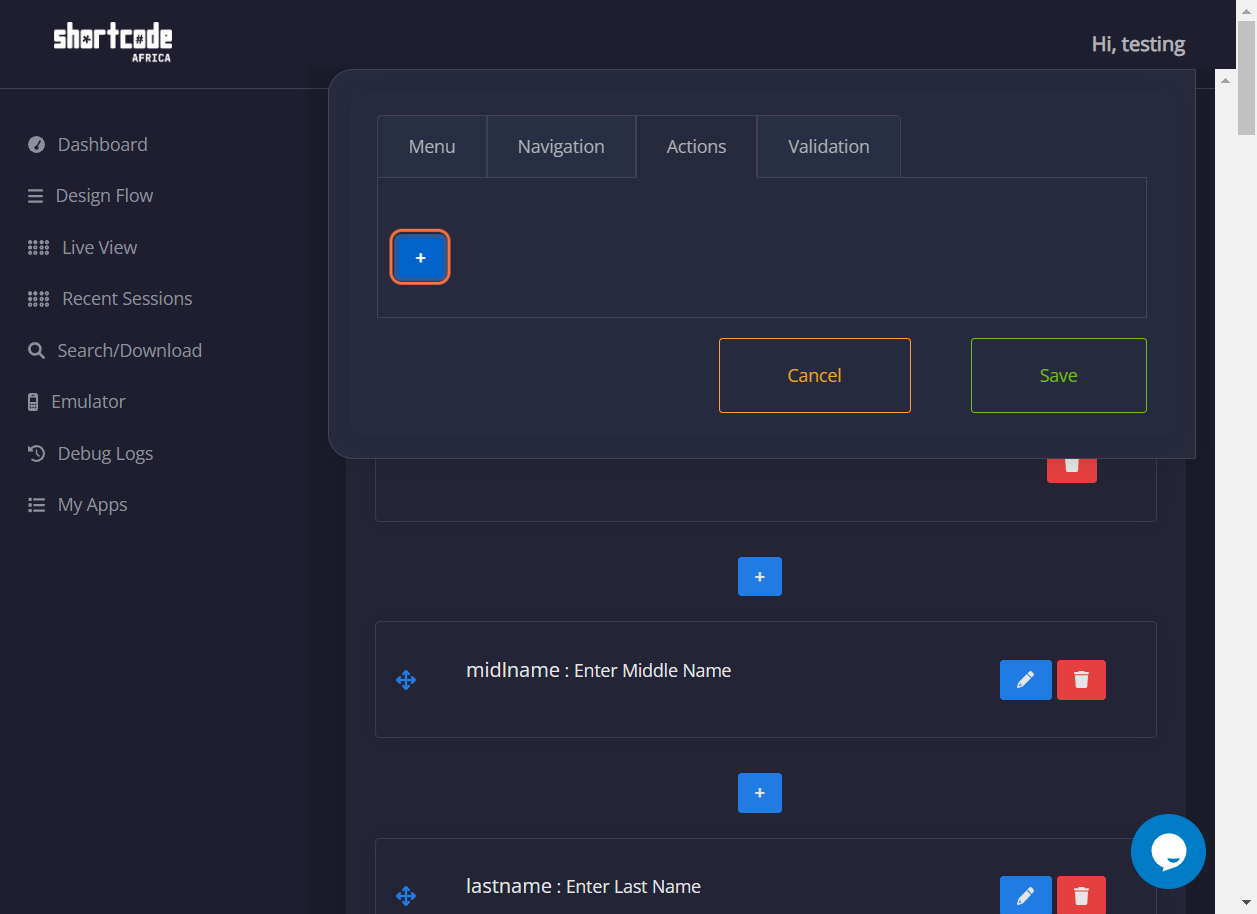 shortcode
AFRICA
Hi, testing
Dashboard
Design Flow
Live View
Recent Sessions
Search/Download
Emulator
Debug Logs
My Apps
Menu
Navigation
Actions
Validation
+
Cancel
Save
+
midlname : Enter Middle Name
+
lastname : Enter Last Name